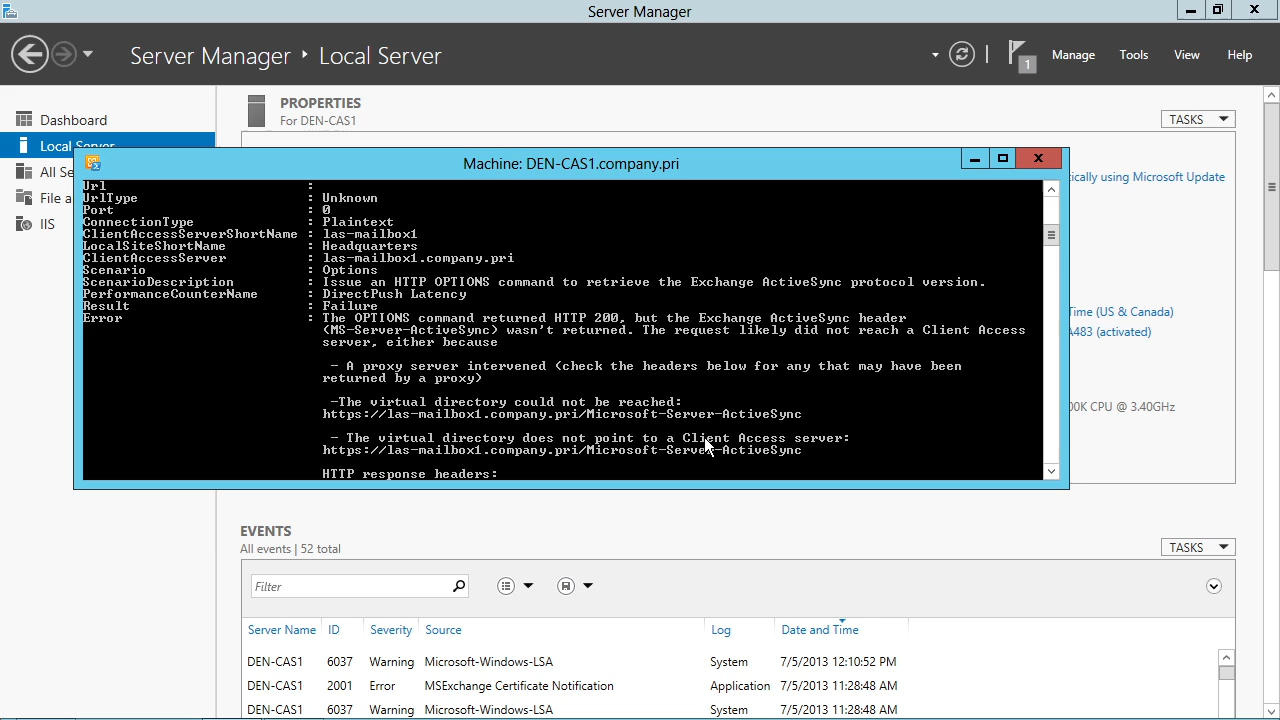 Server Manager
Server Manager ‣ Local Server
1
Manage
Tools
View
Help
Dashboard
Local Server
All Se
File a
IIS
PROPERTIES
For DEN-CAS1
TASKS
ically using Microsoft Update
Time (US & Canada)
A483 (activated)
00K CPU @ 3.40GHz
Machine: DEN-CAS1.company.pri
Url :
UrlType : Unknown
Port : 0
ConnectionType : Plaintext
ClientAccessServerShortName : las-mailbox1
LocalSiteShortName : Headquarters
ClientAccessServer : las-mailbox1.company.pri
Scenario : Options
ScenarioDescription : Issue an HTTP OPTIONS command to retrieve the Exchange ActiveSync protocol version.
PerformanceCounterName : DirectPush Latency
Result : Failure
Error : The OPTIONS command returned HTTP 200, but the Exchange ActiveSync header
(MS-Server-ActiveSync) wasn't returned. The request likely did not reach a Client Access
server, either because
- A proxy server intervened (check the headers below for any that may have been
returned by a proxy)
-The virtual directory could not be reached:
https://las-mailbox1.company.pri/Microsoft-Server-ActiveSync
- The virtual directory does not point to a Client Access server:
https://las-mailbox1.company.pri/Microsoft-Server-ActiveSync
HTTP response headers:
EVENTS
All events | 52 total
TASKS
Filter
Server Name ID Severity Source Log Date and Time
DEN-CAS1 6037 Warning Microsoft-Windows-LSA System 7/5/2013 12:10:52 PM
DEN-CAS1 2001 Error MSExchange Certificate Notification Application 7/5/2013 11:28:48 AM
DEN-CAS1 6037 Warning Microsoft-Windows-LSA System 7/5/2013 11:28:48 AM